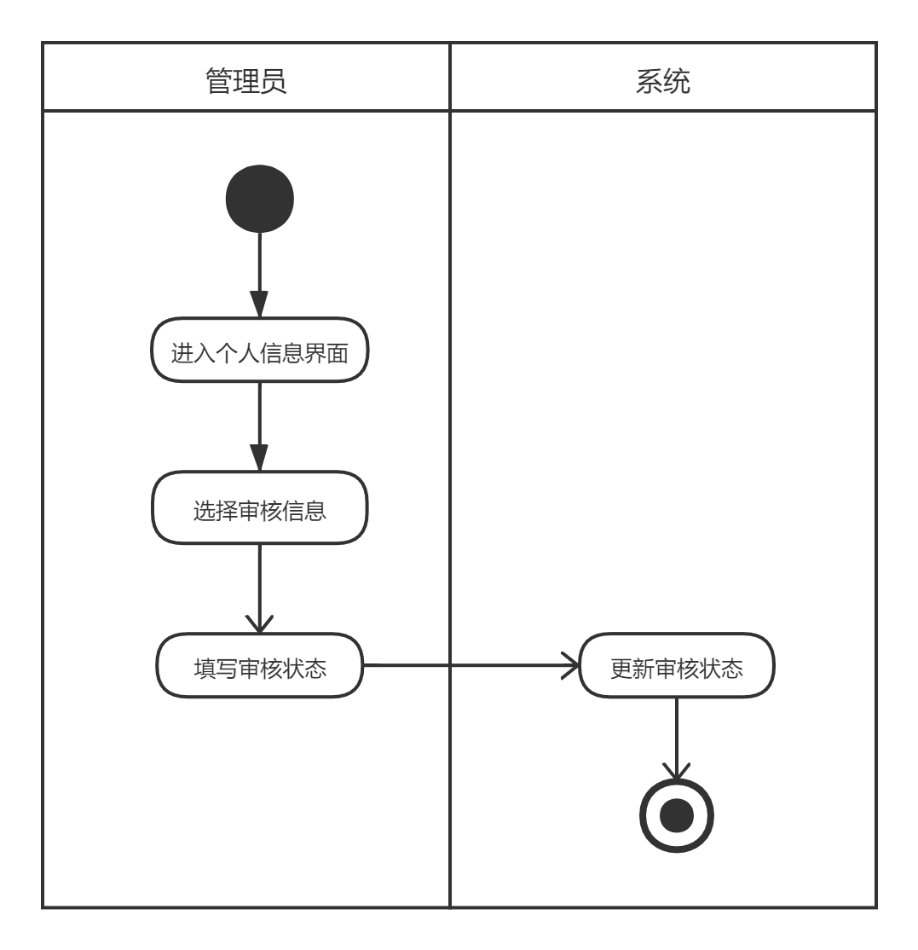 管理员
系统
进入个人信息界面
选择审核信息
填写审核状态
更新审核状态